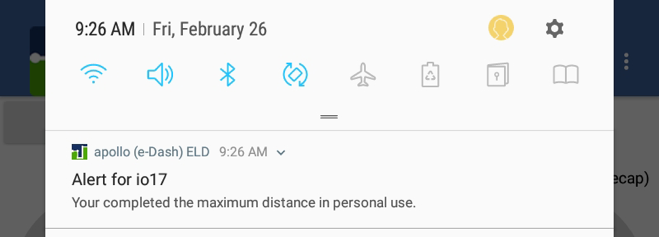 9:26 AM | Fri, February 26
apollo (e-Dash) ELD 9:26 AM
Alert for io17
ecap)
Your completed the maximum distance in personal use.